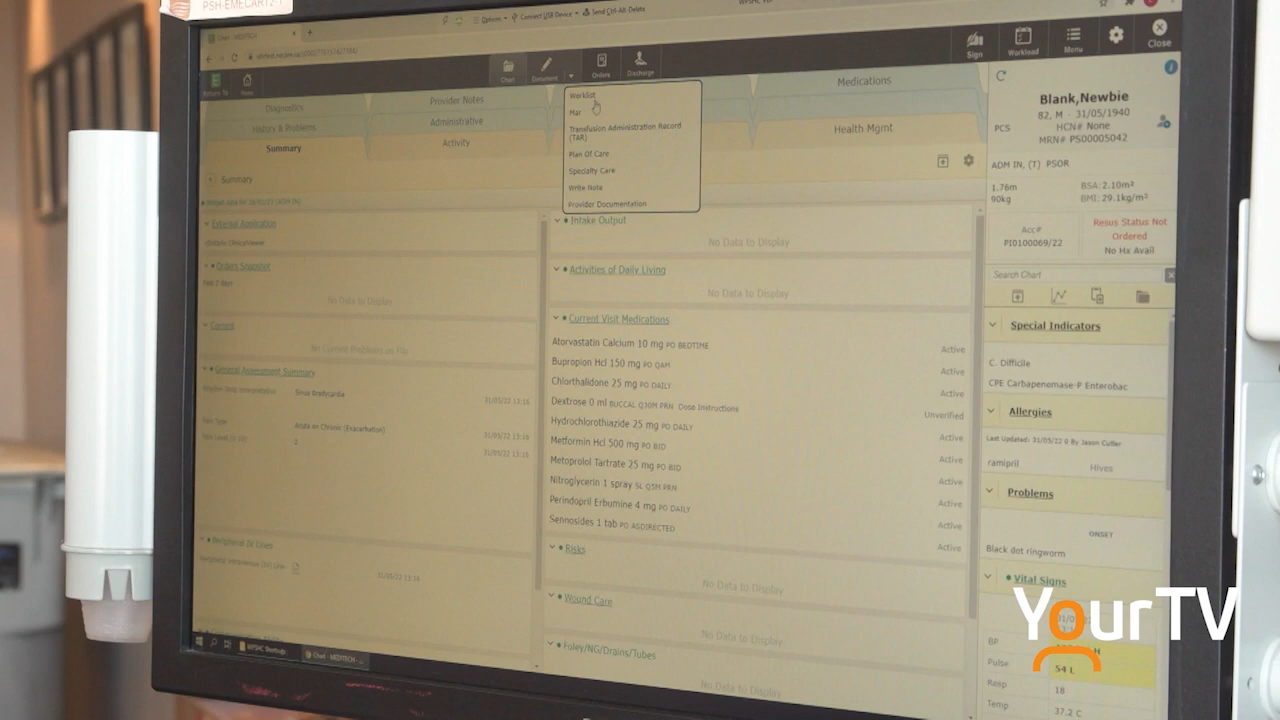 PSH-EMECART2-1
Options
Connect USB Device
Send Ctrl-Alt-Delete
Chart - MEDITECH
Return To
Home
Chart
Document
Orders
Discharge
Sign
Workload
Menu
Close
Diagnostics
Provider Notes
Medications
History & Problems
Administrative
Health Mgmt
Summary
Activity
Worklist
Mar
Transfusion Administration Record
(TAR)
Plan Of Care
Specialty Care
Write Note
Provider Documentation
Summary
External Application
ClinicalViewer
Orders Snapshot
Past 2 days
No Data to Display
Current
No Current Problems on File
General Assessment Summary
Rhythm Strip Interpretation
Sinus Bradycardia
31/05/22 13:16
Pain Type
Acute on Chronic (Exacerbation)
31/05/22 13:16
2
31/05/22 13:16
Peripheral IV Lines
31/05/22 13:16
Intake Output
No Data to Display
Activities of Daily Living
No Data to Display
Current Visit Medications
Atorvastatin Calcium 10 mg PO BEDTIME
Active
Bupropion Hcl 150 mg PO QAM
Active
Chlorthalidone 25 mg PO DAILY
Active
Dextrose 0 ml BUCCAL Q30M PRN Dose Instructions
Unverified
Hydrochlorothiazide 25 mg PO DAILY
Active
Metformin Hcl 500 mg PO BID
Active
Metoprolol Tartrate 25 mg PO BID
Active
Nitroglycerin 1 spray SL Q5M PRN
Active
Perindopril Erbumine 4 mg PO DAILY
Active
Sennosides 1 tab PO ASDIRECTED
Active
Risks
No Data to Display
Wound Care
No Data to Display
Foley/NG/Drains/Tubes
No Data to Display
Blank,Newbie
82, M · 31/05/1940
PCS
HCN# None
MRN# PS00005042
ADM IN, (T) PSOR
1.76m
BSA: 2.10m²
90kg
BMI: 29.1kg/m²
Acc#
PI0100069/22
Resus Status Not
Ordered
No Hx Avail
Search Chart
Special Indicators
C. Difficile
CPE Carbapenemase-P Enterobac
Allergies
Last Updated: 31/05/22 @ By Jason Cutler
ramipril
Hives
Problems
ONSET
Black dot ringworm
Vital Signs
BP
H
Pulse
54 L
Resp
18
Temp
37.2 C
Chart - MEDITECH
YourTV